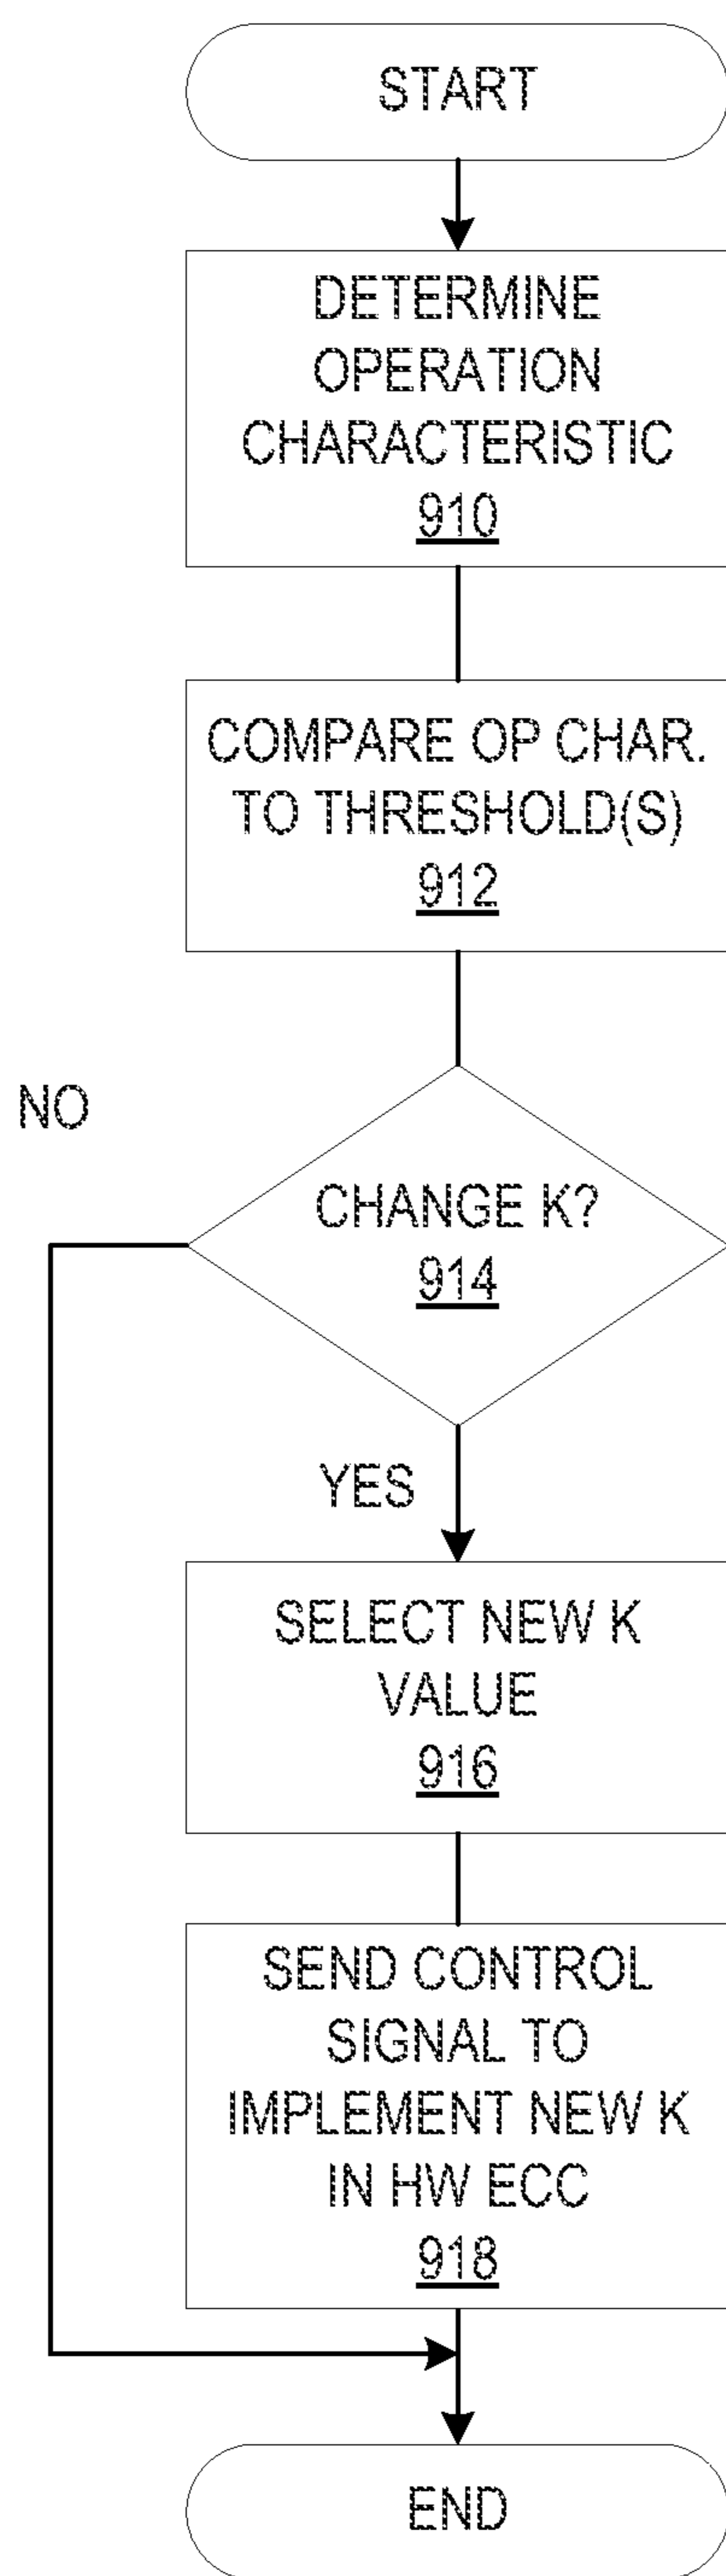 START
DETERMINE
OPERATION
CHARACTERISTIC
910
COMPARE OP CHAR.
TO THRESHOLD(S)
912
NO
CHANGE K?
914
YES
SELECT NEW K
VALUE
916
SEND CONTROL
SIGNAL TO
IMPLEMENT NEW K
IN HW ECC
918
END